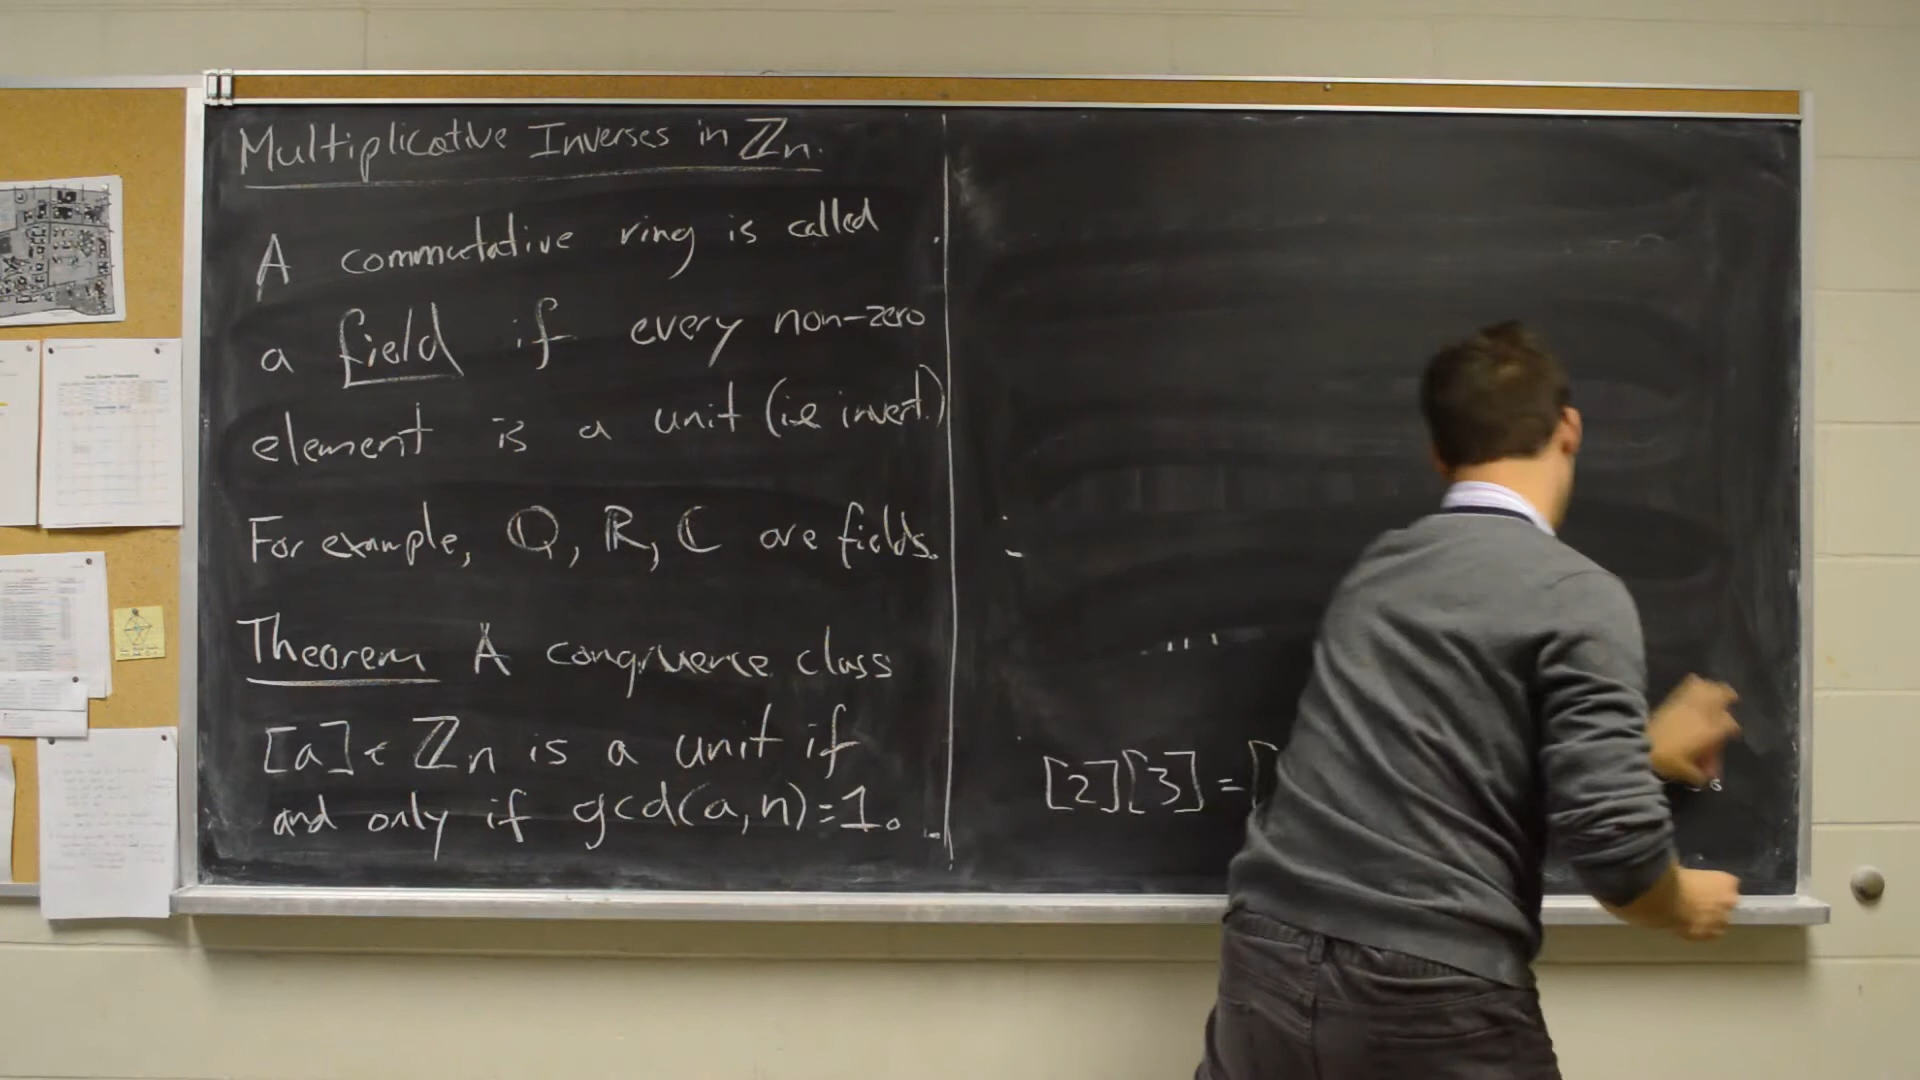 Multiplicative Inverses in ℤn.
A commutative ring is called
a field if every non-zero
element is a unit (ie invert.)
For example, ℚ, ℝ, ℂ are fields.
Theorem A congruence class
[a] ∈ ℤn is a unit if
and only if gcd(a,n)=1.
[2][3] = [